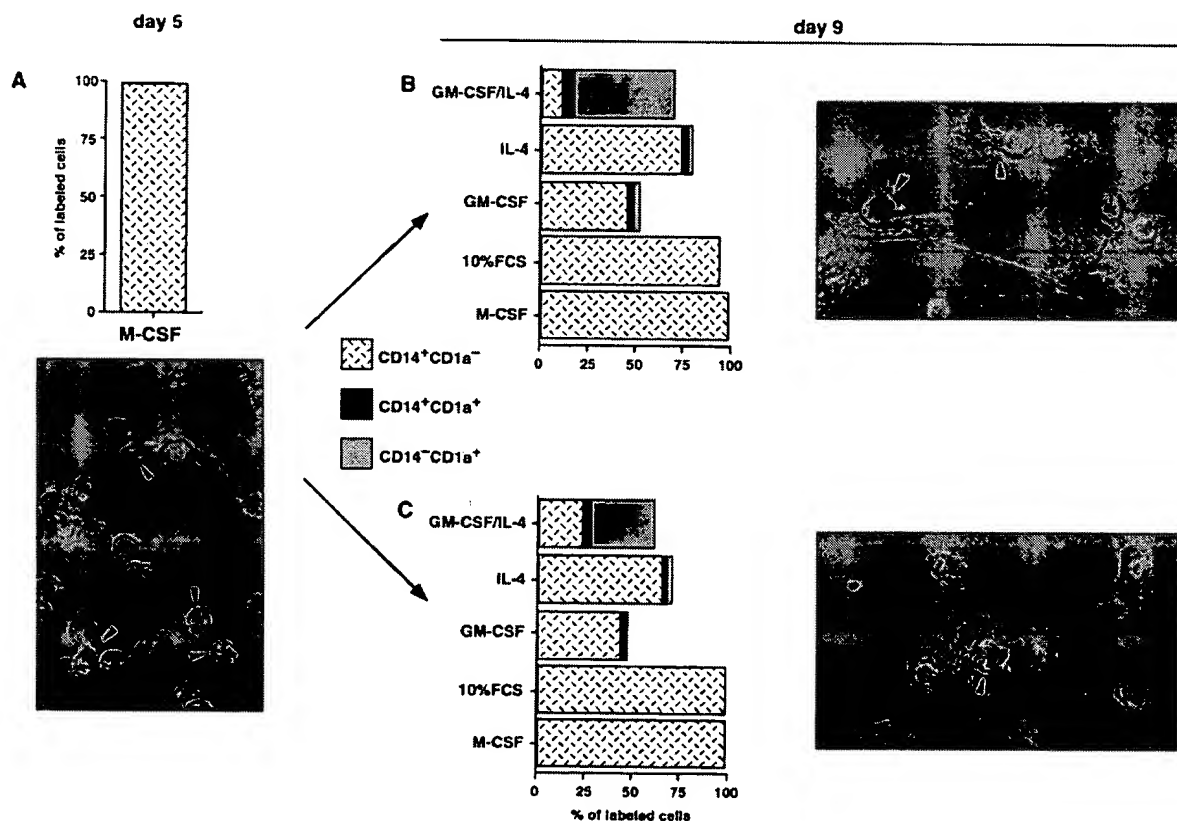 day 5
day 9
A
100
75
50
25
0
% of labeled cells
M-CSF
B
GM-CSF/IL-4
IL-4
GM-CSF
10%FCS
M-CSF
0 25 50 75 100
CD14⁺CD1a⁻
CD14⁺CD1a⁺
CD14⁻CD1a⁺
C
GM-CSF/IL-4
IL-4
GM-CSF
10%FCS
M-CSF
0 25 50 75 100
% of labeled cells